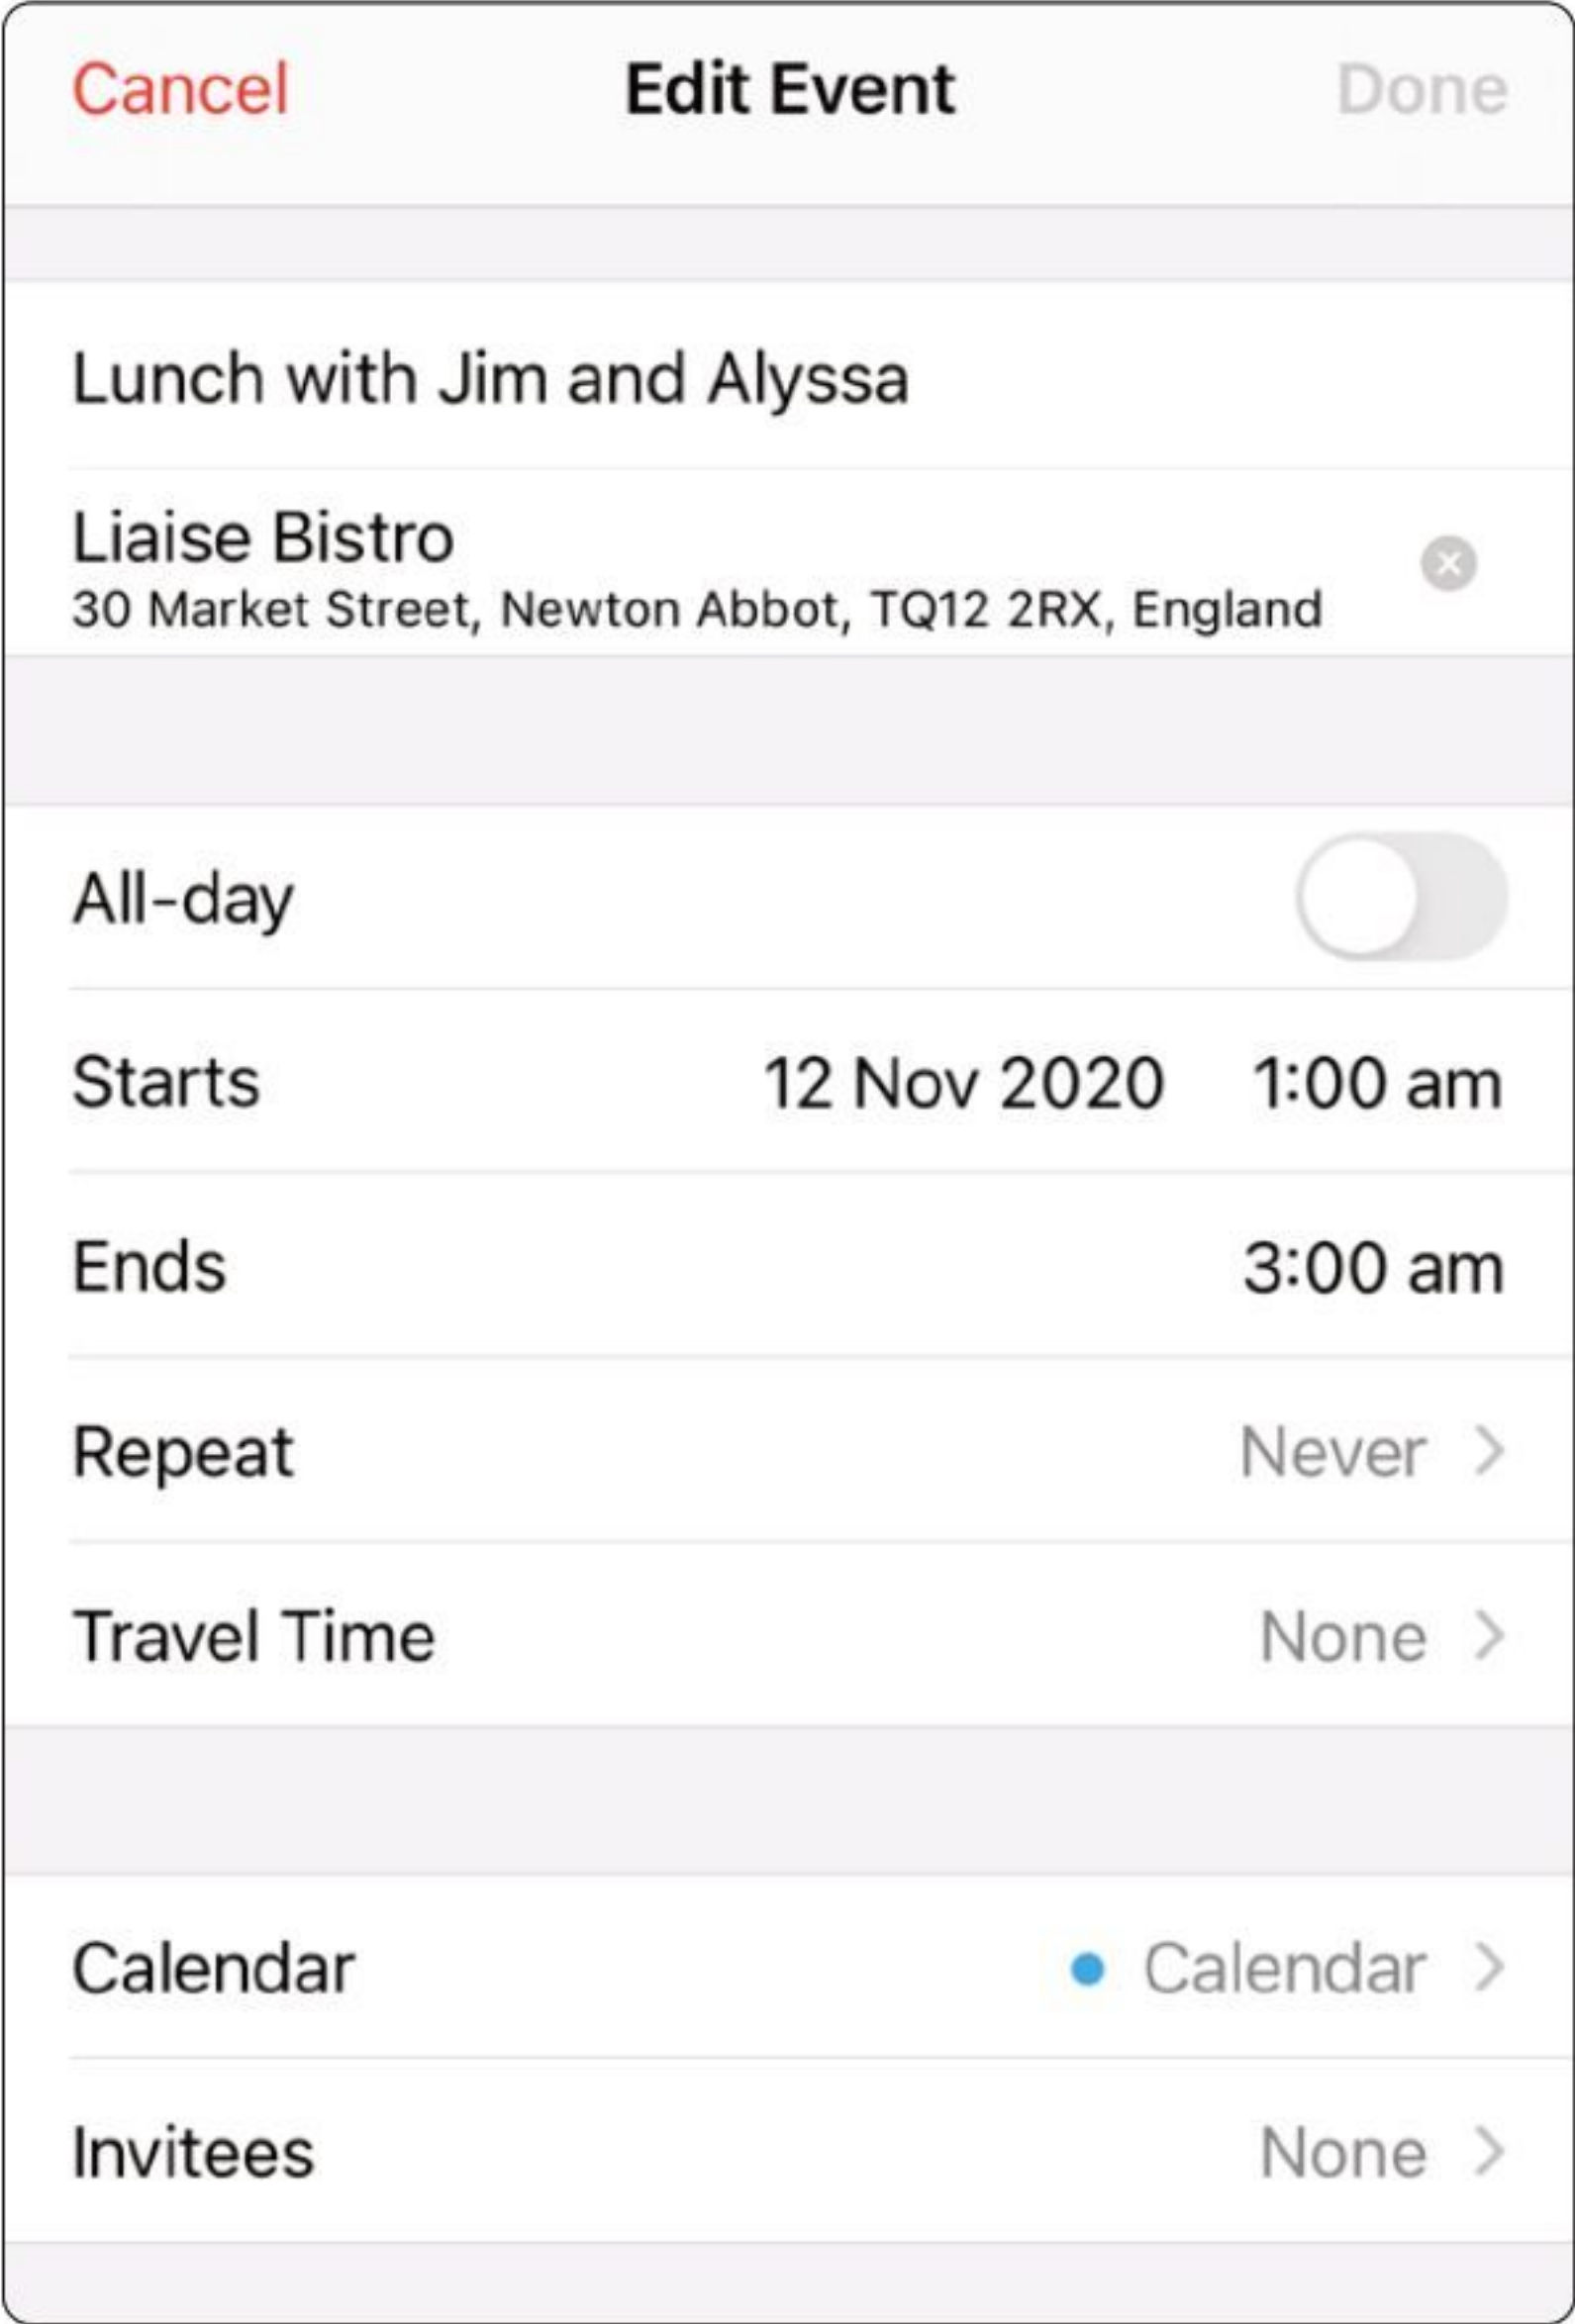 Cancel Edit Event Done
Lunch with Jim and Alyssa
Liaise Bistro
30 Market Street, Newton Abbot, TQ12 2RX, England
All-day
Starts 12 Nov 2020 1:00 am
Ends 3:00 am
Repeat Never
Travel Time None
Calendar Calendar
Invitees None